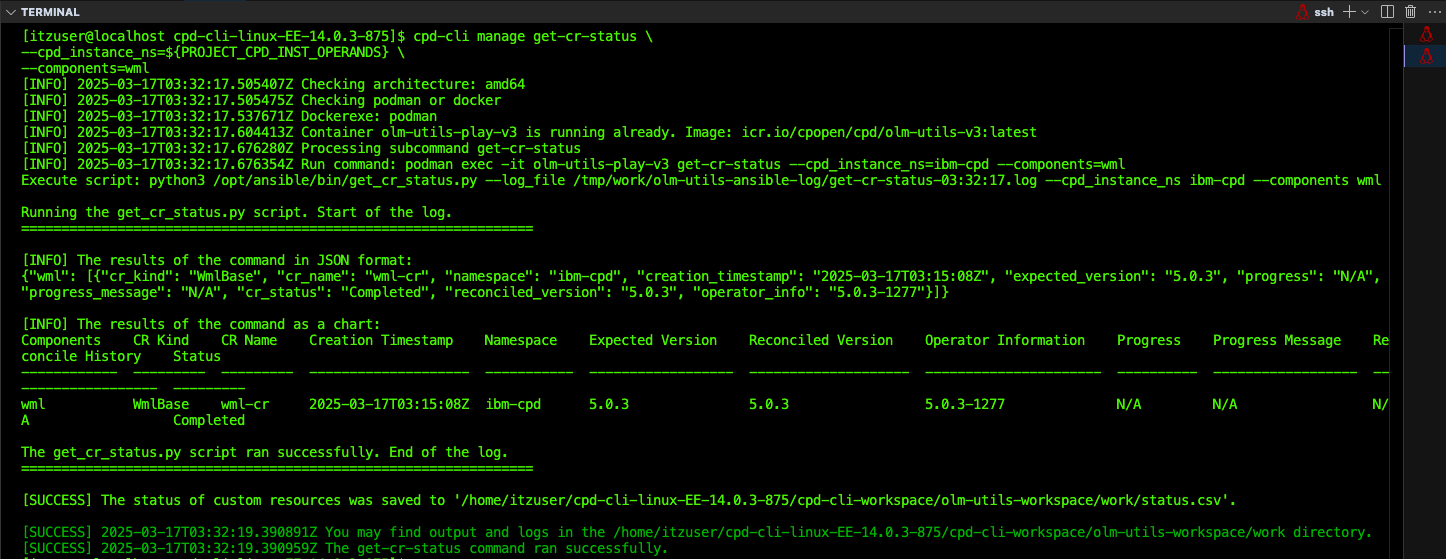 TERMINAL
ssh
[itzuser@localhost cpd-cli-linux-EE-14.0.3-875]$ cpd-cli manage get-cr-status \
--cpd_instance_ns=${PROJECT_CPD_INST_OPERANDS} \
--components=wml
[INFO] 2025-03-17T03:32:17.505407Z Checking architecture: amd64
[INFO] 2025-03-17T03:32:17.505475Z Checking podman or docker
[INFO] 2025-03-17T03:32:17.537671Z Dockerexe: podman
[INFO] 2025-03-17T03:32:17.604413Z Container olm-utils-play-v3 is running already. Image: icr.io/cpopen/cpd/olm-utils-v3:latest
[INFO] 2025-03-17T03:32:17.676280Z Processing subcommand get-cr-status
[INFO] 2025-03-17T03:32:17.676354Z Run command: podman exec -it olm-utils-play-v3 get-cr-status --cpd_instance_ns=ibm-cpd --components=wml
Execute script: python3 /opt/ansible/bin/get_cr_status.py --log_file /tmp/work/olm-utils-ansible-log/get-cr-status-03:32:17.log --cpd_instance_ns ibm-cpd --components wml
Running the get_cr_status.py script. Start of the log.
================================================================
[INFO] The results of the command in JSON format:
{"wml": [{"cr_kind": "WmlBase", "cr_name": "wml-cr", "namespace": "ibm-cpd", "creation_timestamp": "2025-03-17T03:15:08Z", "expected_version": "5.0.3", "progress": "N/A",
"progress_message": "N/A", "cr_status": "Completed", "reconciled_version": "5.0.3", "operator_info": "5.0.3-1277"}]}
[INFO] The results of the command as a chart:
Components    CR Kind    CR Name    Creation Timestamp    Namespace    Expected Version    Reconciled Version    Operator Information    Progress    Progress Message    Re
concile History    Status
------------  ---------  ---------  --------------------  -----------  ------------------  --------------------  ----------------------  ----------  ------------------  --
-----------------  ---------
wml           WmlBase    wml-cr     2025-03-17T03:15:08Z  ibm-cpd      5.0.3               5.0.3                 5.0.3-1277              N/A         N/A                 N/
A                  Completed
The get_cr_status.py script ran successfully. End of the log.
================================================================
[SUCCESS] The status of custom resources was saved to '/home/itzuser/cpd-cli-linux-EE-14.0.3-875/cpd-cli-workspace/olm-utils-workspace/work/status.csv'.
[SUCCESS] 2025-03-17T03:32:19.390891Z You may find output and logs in the /home/itzuser/cpd-cli-linux-EE-14.0.3-875/cpd-cli-workspace/olm-utils-workspace/work directory.
[SUCCESS] 2025-03-17T03:32:19.390959Z The get-cr-status command ran successfully.